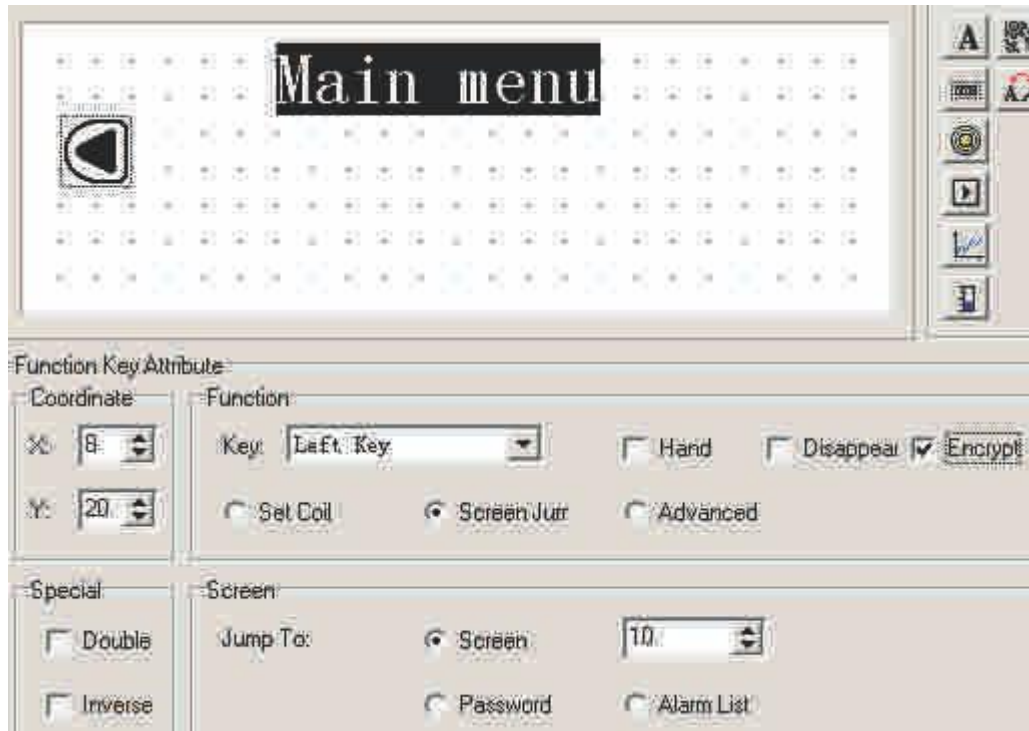 Main menu
A
Function Key Attribute
Coordinate
Function
X: 8
Key: Left Key
Hand
Disappear
Encrypt
Y: 20
Set Coil
Screen Jum
Advanced
Special
Screen
Double
Jump To:
Screen
10
Inverse
Password
Alarm List